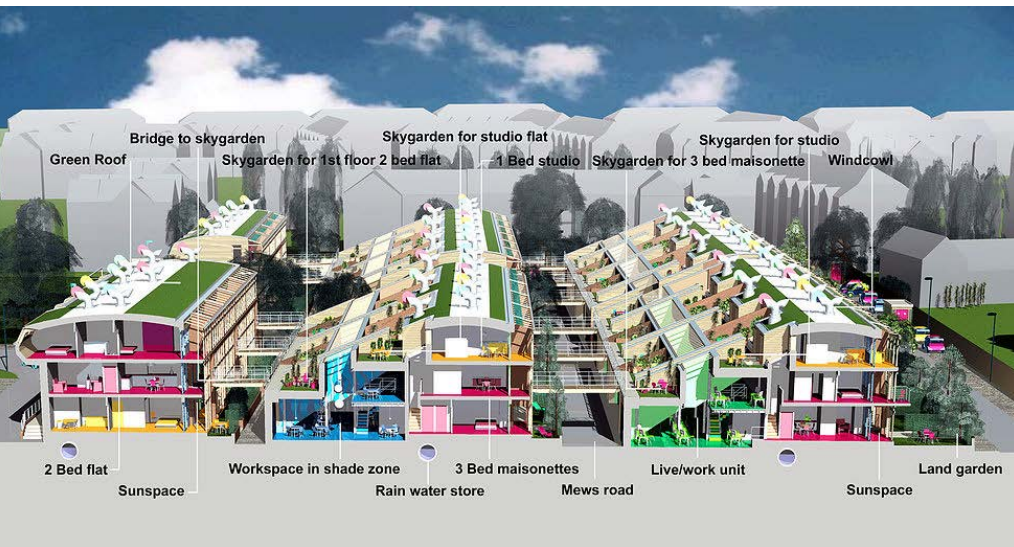 Bridge to skygarden
Skygarden for studio flat
Skygarden for studio
Green Roof
Skygarden for 1st floor 2 bed flat
1 Bed studio
Skygarden for 3 bed maisonette
Windcowl
2 Bed flat
Workspace in shade zone
3 Bed maisonettes
Live/work unit
Land garden
Sunspace
Rain water store
Mews road
Sunspace